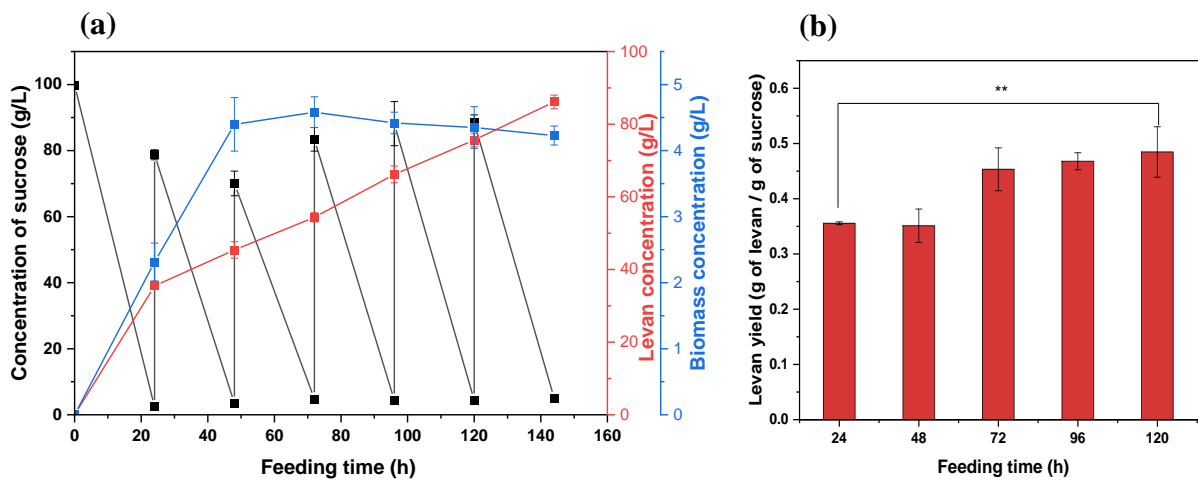 (a)
Concentration of sucrose (g/L)
100
80
60
40
20
0
0 20 40 60 80 100 120 140 160
Feeding time (h)
100
80
60
40
20
0
Levan concentration (g/L)
5
4
3
2
1
0
Biomass concentration (g/L)
(b)
Levan yield (g of levan / g of sucrose)
0.6
0.5
0.4
0.3
0.2
0.1
0.0
**
24 48 72 96 120
Feeding time (h)